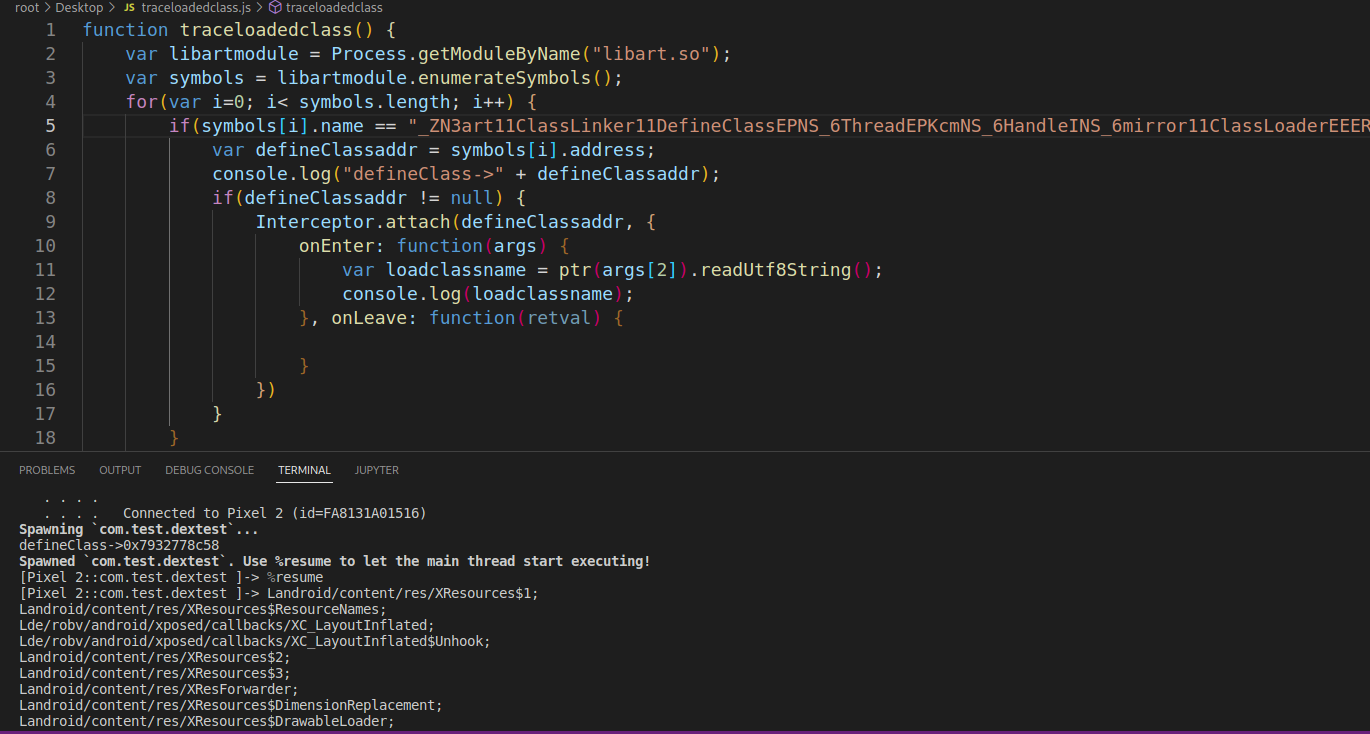 root > Desktop > JS traceloadedclass.js > traceloadedclass
1 function traceloadedclass() {
2 var libartmodule = Process.getModuleByName("libart.so");
3 var symbols = libartmodule.enumerateSymbols();
4 for(var i=0; i< symbols.length; i++) {
5 if(symbols[i].name == "_ZN3art11ClassLinker11DefineClassEPNS_6ThreadEPKcmNS_6HandleINS_6mirror11ClassLoaderEEER
6 var defineClassaddr = symbols[i].address;
7 console.log("defineClass->" + defineClassaddr);
8 if(defineClassaddr != null) {
9 Interceptor.attach(defineClassaddr, {
10 onEnter: function(args) {
11 var loadclassname = ptr(args[2]).readUtf8String();
12 console.log(loadclassname);
13 }, onLeave: function(retval) {
14
15 }
16 })
17 }
18 }
PROBLEMS OUTPUT DEBUG CONSOLE TERMINAL JUPYTER
. . . .
. . . . Connected to Pixel 2 (id=FA8131A01516)
Spawning `com.test.dextest`...
defineClass->0x7932778c58
Spawned `com.test.dextest`. Use %resume to let the main thread start executing!
[Pixel 2::com.test.dextest ]-> %resume
[Pixel 2::com.test.dextest ]-> Landroid/content/res/XResources$1;
Landroid/content/res/XResources$ResourceNames;
Lde/robv/android/xposed/callbacks/XC_LayoutInflated;
Lde/robv/android/xposed/callbacks/XC_LayoutInflated$Unhook;
Landroid/content/res/XResources$2;
Landroid/content/res/XResources$3;
Landroid/content/res/XResForwarder;
Landroid/content/res/XResources$DimensionReplacement;
Landroid/content/res/XResources$DrawableLoader;